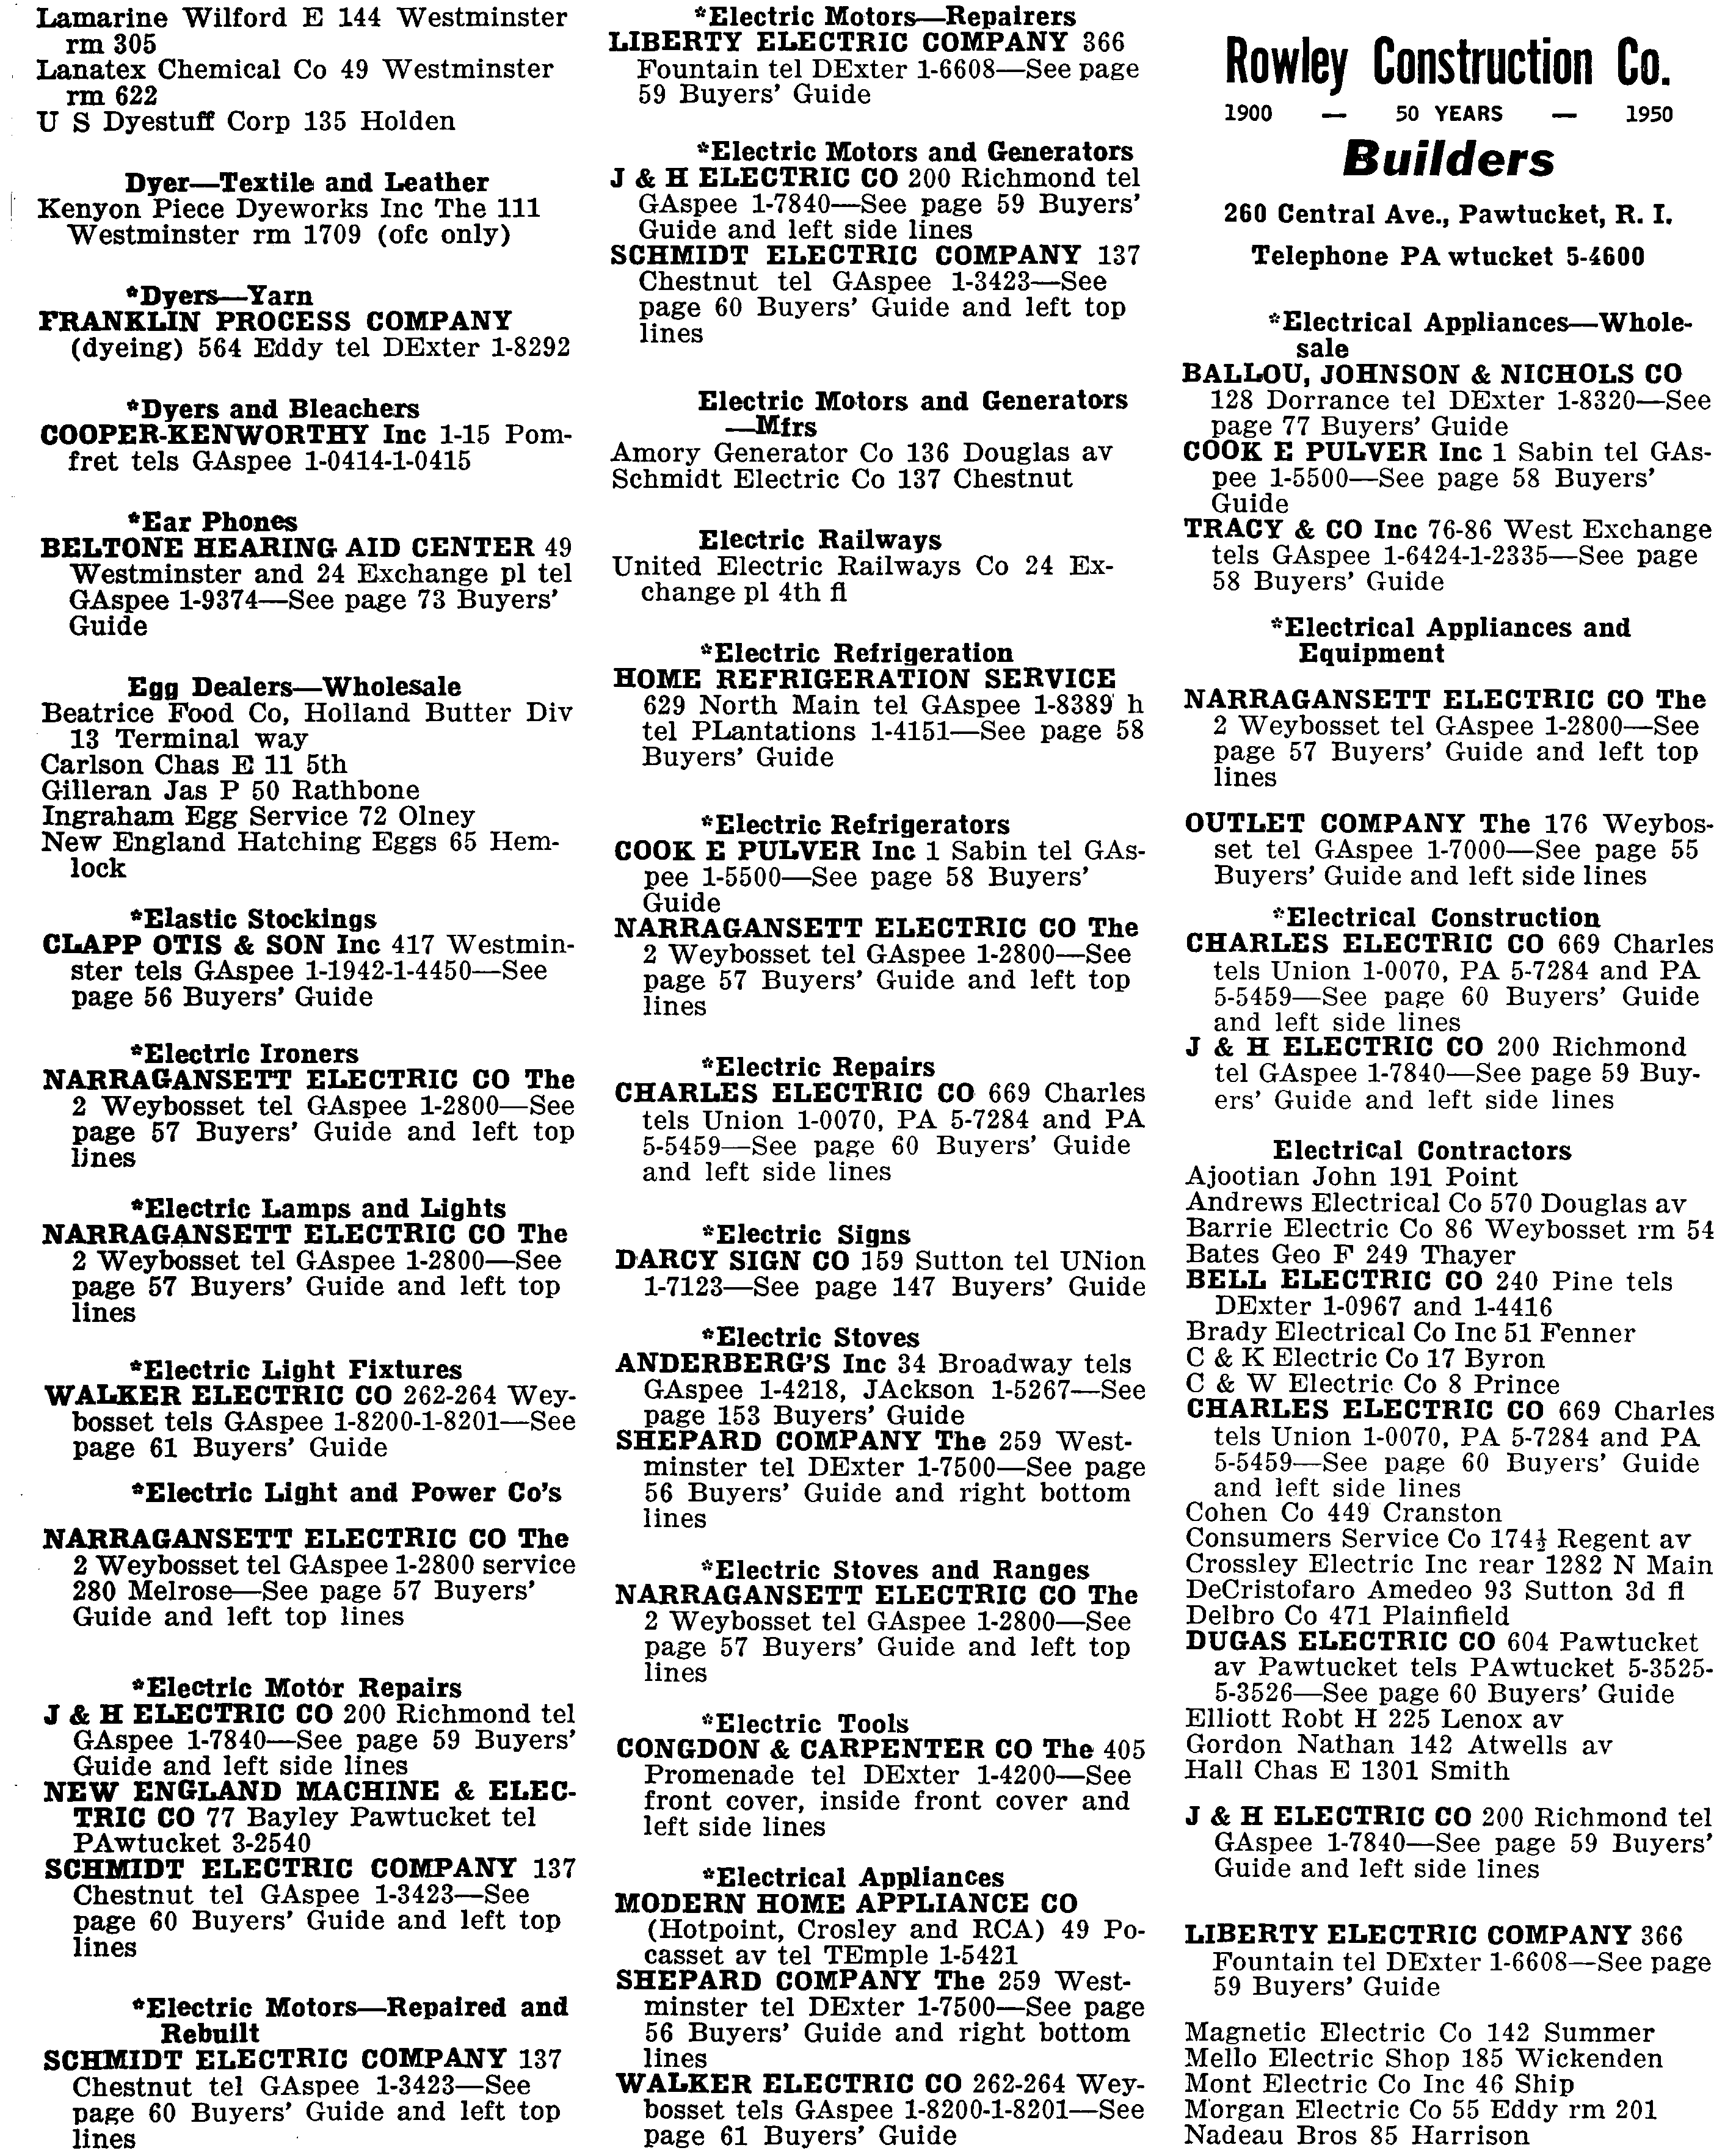 Lamarine Wilford E 144 Westminster
rm 305
Lanatex Chemical Co 49 Westminster
rm 622
U S Dyestuff Corp 135 Holden
Dyer—Textile and Leather
Kenyon Piece Dyeworks Inc The 111
Westminster rm 1709 (ofc only)
*Dyers—Yarn
FRANKLIN PROCESS COMPANY
(dyeing) 564 Eddy tel DExter 1-8292
*Dyers and Bleachers
COOPER-KENWORTHY Inc 1-15 Pom-
fret tels GAspee 1-0414-1-0415
*Ear Phones
BELTONE HEARING AID CENTER 49
Westminster and 24 Exchange pl tel
GAspee 1-9374—See page 73 Buyers'
Guide
Egg Dealers—Wholesale
Beatrice Food Co, Holland Butter Div
13 Terminal way
Carlson Chas E 11 5th
Gilleran Jas P 50 Rathbone
Ingraham Egg Service 72 Olney
New England Hatching Eggs 65 Hem-
lock
*Elastic Stockings
CLAPP OTIS & SON Inc 417 Westmin-
ster tels GAspee 1-1942-1-4450—See
page 56 Buyers' Guide
*Electric Ironers
NARRAGANSETT ELECTRIC CO The
2 Weybosset tel GAspee 1-2800—See
page 57 Buyers' Guide and left top
lines
*Electric Lamps and Lights
NARRAGANSETT ELECTRIC CO The
2 Weybosset tel GAspee 1-2800—See
page 57 Buyers' Guide and left top
lines
*Electric Light Fixtures
WALKER ELECTRIC CO 262-264 Wey-
bosset tels GAspee 1-8200-1-8201—See
page 61 Buyers' Guide
*Electric Light and Power Co's
NARRAGANSETT ELECTRIC CO The
2 Weybosset tel GAspee 1-2800 service
280 Melrose—See page 57 Buyers'
Guide and left top lines
*Electric Motor Repairs
J & H ELECTRIC CO 200 Richmond tel
GAspee 1-7840—See page 59 Buyers'
Guide and left side lines
NEW ENGLAND MACHINE & ELEC-
TRIC CO 77 Bayley Pawtucket tel
PAwtucket 3-2540
SCHMIDT ELECTRIC COMPANY 137
Chestnut tel GAspee 1-3423—See
page 60 Buyers' Guide and left top
lines
*Electric Motors—Repaired and
Rebuilt
SCHMIDT ELECTRIC COMPANY 137
Chestnut tel GAspee 1-3423—See
page 60 Buyers' Guide and left top
lines
*Electric Motors—Repairers
LIBERTY ELECTRIC COMPANY 366
Fountain tel DExter 1-6608—See page
59 Buyers' Guide
*Electric Motors and Generators
J & H ELECTRIC CO 200 Richmond tel
GAspee 1-7840—See page 59 Buyers'
Guide and left side lines
SCHMIDT ELECTRIC COMPANY 137
Chestnut tel GAspee 1-3423—See
page 60 Buyers' Guide and left top
lines
Electric Motors and Generators
—Mfrs
Amory Generator Co 136 Douglas av
Schmidt Electric Co 137 Chestnut
Electric Railways
United Electric Railways Co 24 Ex-
change pl 4th fl
*Electric Refrigeration
HOME REFRIGERATION SERVICE
629 North Main tel GAspee 1-8389 h
tel PLantations 1-4151—See page 58
Buyers' Guide
*Electric Refrigerators
COOK E PULVER Inc 1 Sabin tel GAs-
pee 1-5500—See page 58 Buyers'
Guide
NARRAGANSETT ELECTRIC CO The
2 Weybosset tel GAspee 1-2800—See
page 57 Buyers' Guide and left top
lines
*Electric Repairs
CHARLES ELECTRIC CO 669 Charles
tels Union 1-0070, PA 5-7284 and PA
5-5459—See page 60 Buyers' Guide
and left side lines
*Electric Signs
DARCY SIGN CO 159 Sutton tel UNion
1-7123—See page 147 Buyers' Guide
*Electric Stoves
ANDERBERG'S Inc 34 Broadway tels
GAspee 1-4218, JAckson 1-5267—See
page 153 Buyers' Guide
SHEPARD COMPANY The 259 West-
minster tel DExter 1-7500—See page
56 Buyers' Guide and right bottom
lines
*Electric Stoves and Ranges
NARRAGANSETT ELECTRIC CO The
2 Weybosset tel GAspee 1-2800—See
page 57 Buyers' Guide and left top
lines
*Electric Tools
CONGDON & CARPENTER CO The 405
Promenade tel DExter 1-4200—See
front cover, inside front cover and
left side lines
*Electrical Appliances
MODERN HOME APPLIANCE CO
(Hotpoint, Crosley and RCA) 49 Po-
casset av tel TEmple 1-5421
SHEPARD COMPANY The 259 West-
minster tel DExter 1-7500—See page
56 Buyers' Guide and right bottom
lines
WALKER ELECTRIC CO 262-264 Wey-
bosset tels GAspee 1-8200-1-8201—See
page 61 Buyers' Guide
Rowley Construction Co.
1900 — 50 YEARS — 1950
Builders
260 Central Ave., Pawtucket, R. I.
Telephone PA wtucket 5-4600
*Electrical Appliances—Whole-
sale
BALLOU, JOHNSON & NICHOLS CO
128 Dorrance tel DExter 1-8320—See
page 77 Buyers' Guide
COOK E PULVER Inc 1 Sabin tel GAs-
pee 1-5500—See page 58 Buyers'
Guide
TRACY & CO Inc 76-86 West Exchange
tels GAspee 1-6424-1-2335—See page
58 Buyers' Guide
*Electrical Appliances and
Equipment
NARRAGANSETT ELECTRIC CO The
2 Weybosset tel GAspee 1-2800—See
page 57 Buyers' Guide and left top
lines
OUTLET COMPANY The 176 Weybos-
set tel GAspee 1-7000—See page 55
Buyers' Guide and left side lines
*Electrical Construction
CHARLES ELECTRIC CO 669 Charles
tels Union 1-0070, PA 5-7284 and PA
5-5459—See page 60 Buyers' Guide
and left side lines
J & H ELECTRIC CO 200 Richmond
tel GAspee 1-7840—See page 59 Buy-
ers' Guide and left side lines
Electrical Contractors
Ajootian John 191 Point
Andrews Electrical Co 570 Douglas av
Barrie Electric Co 86 Weybosset rm 54
Bates Geo F 249 Thayer
BELL ELECTRIC CO 240 Pine tels
DExter 1-0967 and 1-4416
Brady Electrical Co Inc 51 Fenner
C & K Electric Co 17 Byron
C & W Electric Co 8 Prince
CHARLES ELECTRIC CO 669 Charles
tels Union 1-0070, PA 5-7284 and PA
5-5459—See page 60 Buyers' Guide
and left side lines
Cohen Co 449 Cranston
Consumers Service Co 174½ Regent av
Crossley Electric Inc rear 1282 N Main
DeCristofaro Amedeo 93 Sutton 3d fl
Delbro Co 471 Plainfield
DUGAS ELECTRIC CO 604 Pawtucket
av Pawtucket tels PAwtucket 5-3525-
5-3526—See page 60 Buyers' Guide
Elliott Robt H 225 Lenox av
Gordon Nathan 142 Atwells av
Hall Chas E 1301 Smith
J & H ELECTRIC CO 200 Richmond tel
GAspee 1-7840—See page 59 Buyers'
Guide and left side lines
LIBERTY ELECTRIC COMPANY 366
Fountain tel DExter 1-6608—See page
59 Buyers' Guide
Magnetic Electric Co 142 Summer
Mello Electric Shop 185 Wickenden
Mont Electric Co Inc 46 Ship
Morgan Electric Co 55 Eddy rm 201
Nadeau Bros 85 Harrison